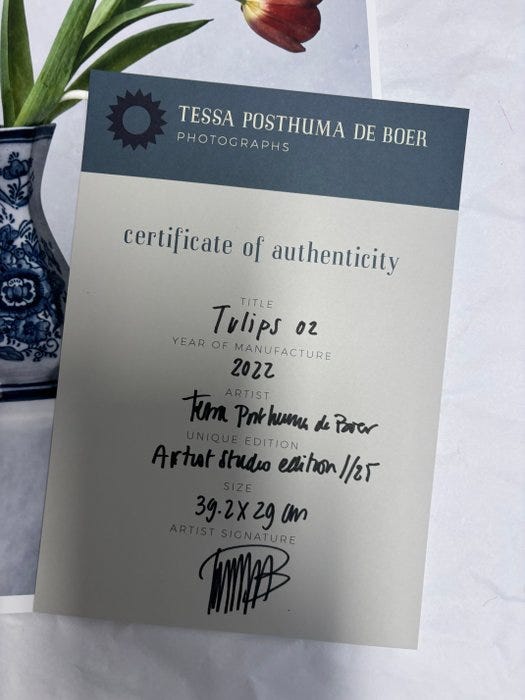 TESSA POSTHUMA DE BOER
PHOTOGRAPHS
certificate of authenticity
TITLE
Tulips 02
YEAR OF MANUFACTURE
2022
ARTIST
Tessa Posthuma de Boer
UNIQUE EDITION
Artist studio edition 1/25
SIZE
39.2 x 29 cm
ARTIST SIGNATURE